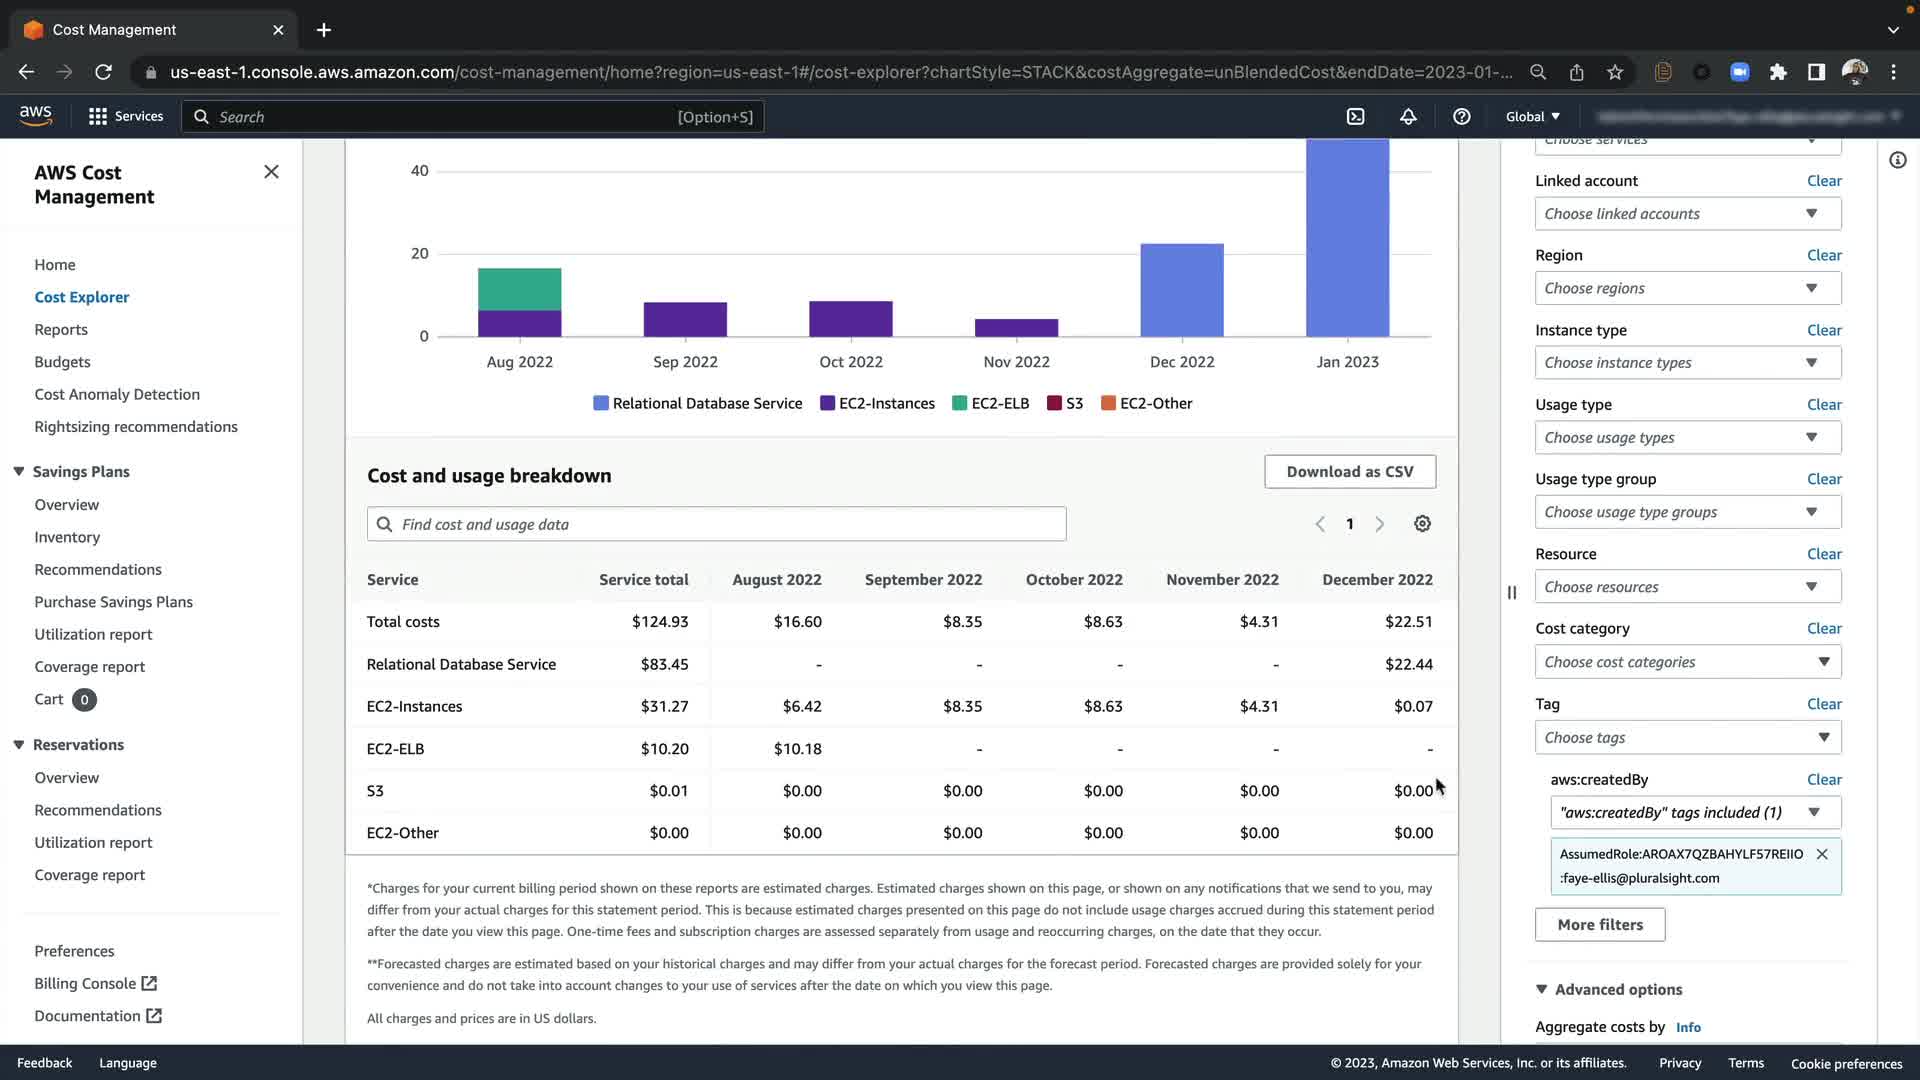 Cost Management
us-east-1.console.aws.amazon.com/cost-management/home?region=us-east-1#/cost-explorer?chartStyle=STACK&costAggregate=unBlendedCost&endDate=2023-01-...
aws
Services
Search
[Option+S]
Global
AWS Cost
Management
Home
Cost Explorer
Reports
Budgets
Cost Anomaly Detection
Rightsizing recommendations
Savings Plans
Overview
Inventory
Recommendations
Purchase Savings Plans
Utilization report
Coverage report
Cart 0
Reservations
Overview
Recommendations
Utilization report
Coverage report
Preferences
Billing Console
Documentation
40
20
0
Aug 2022 Sep 2022 Oct 2022 Nov 2022 Dec 2022 Jan 2023
Relational Database Service EC2-Instances EC2-ELB S3 EC2-Other
Cost and usage breakdown
Download as CSV
Find cost and usage data
1
Service Service total August 2022 September 2022 October 2022 November 2022 December 2022
Total costs $124.93 $16.60 $8.35 $8.63 $4.31 $22.51
Relational Database Service $83.45 - - - - $22.44
EC2-Instances $31.27 $6.42 $8.35 $8.63 $4.31 $0.07
EC2-ELB $10.20 $10.18 - - - -
S3 $0.01 $0.00 $0.00 $0.00 $0.00 $0.00
EC2-Other $0.00 $0.00 $0.00 $0.00 $0.00 $0.00
*Charges for your current billing period shown on these reports are estimated charges. Estimated charges shown on this page, or shown on any notifications that we send to you, may
differ from your actual charges for this statement period. This is because estimated charges presented on this page do not include usage charges accrued during this statement period
after the date you view this page. One-time fees and subscription charges are assessed separately from usage and reoccurring charges, on the date that they occur.
**Forecasted charges are estimated based on your historical charges and may differ from your actual charges for the forecast period. Forecasted charges are provided solely for your
convenience and do not take into account changes to your use of services after the date on which you view this page.
All charges and prices are in US dollars.
Choose services
Linked account Clear
Choose linked accounts
Region Clear
Choose regions
Instance type Clear
Choose instance types
Usage type Clear
Choose usage types
Usage type group Clear
Choose usage type groups
Resource Clear
Choose resources
Cost category Clear
Choose cost categories
Tag Clear
Choose tags
aws:createdBy Clear
"aws:createdBy" tags included (1)
AssumedRole:AROAX7QZBAHYLF57REIIO
:faye-ellis@pluralsight.com
More filters
Advanced options
Aggregate costs by Info
Feedback Language
© 2023, Amazon Web Services, Inc. or its affiliates. Privacy Terms Cookie preferences